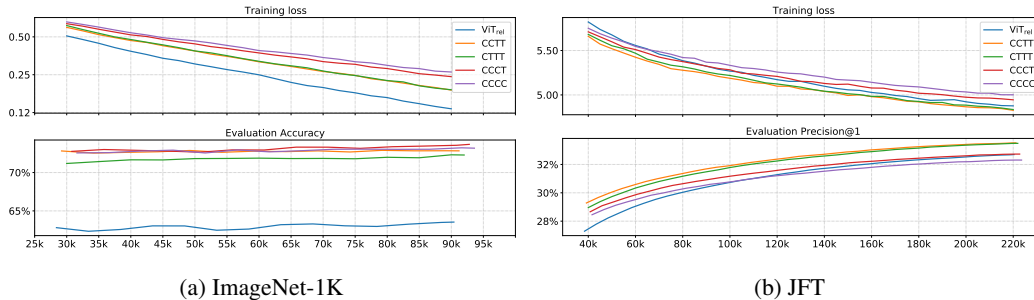 Training loss
0.50
0.25
0.12
ViTrel
CCTT
CTTT
CCCT
CCCC
Evaluation Accuracy
70%
65%
25k 30k 35k 40k 45k 50k 55k 60k 65k 70k 75k 80k 85k 90k 95k
(a) ImageNet-1K
Training loss
5.50
5.00
ViTrel
CCTT
CTTT
CCCT
CCCC
Evaluation Precision@1
32%
30%
28%
40k 60k 80k 100k 120k 140k 160k 180k 200k 220k
(b) JFT